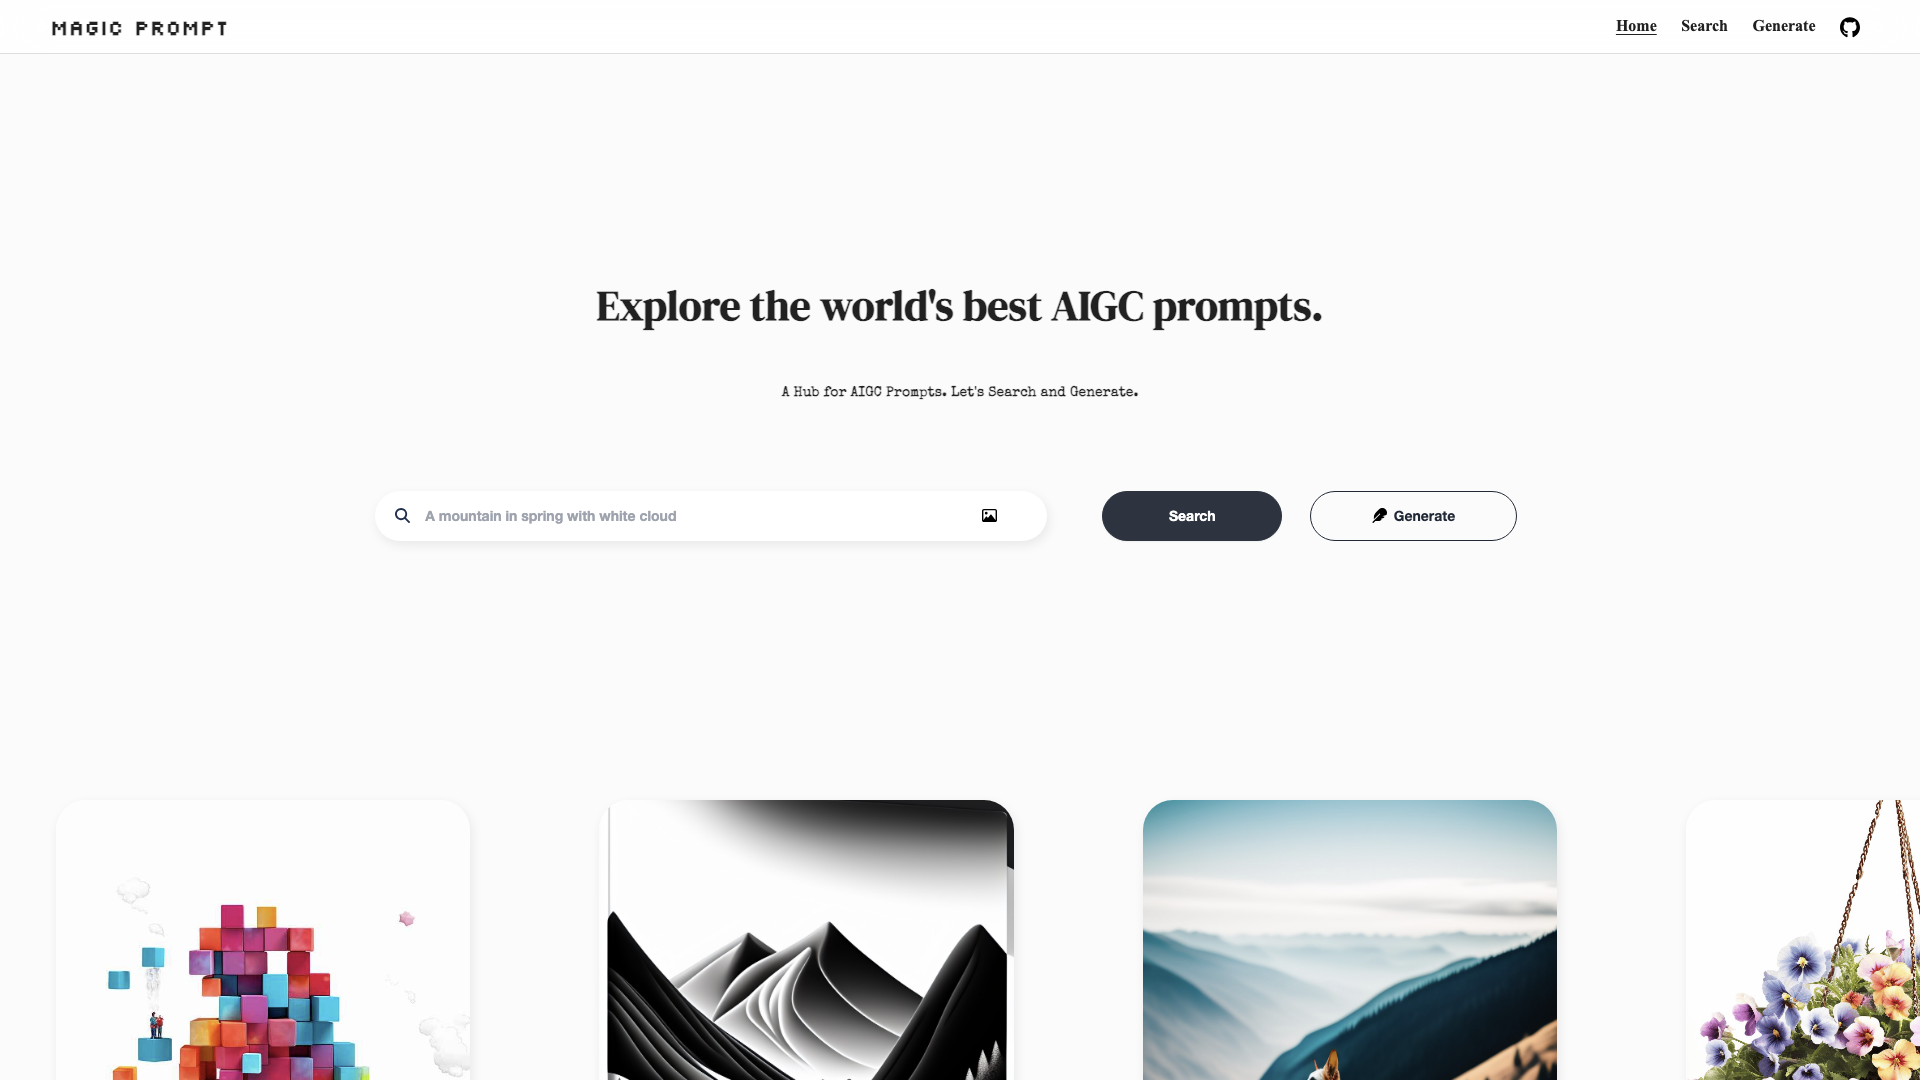 MAGIC PROMPT
Home Search Generate
Explore the world's best AIGC prompts.
A Hub for AIGC Prompts. Let's Search and Generate.
A mountain in spring with white cloud
Search
Generate